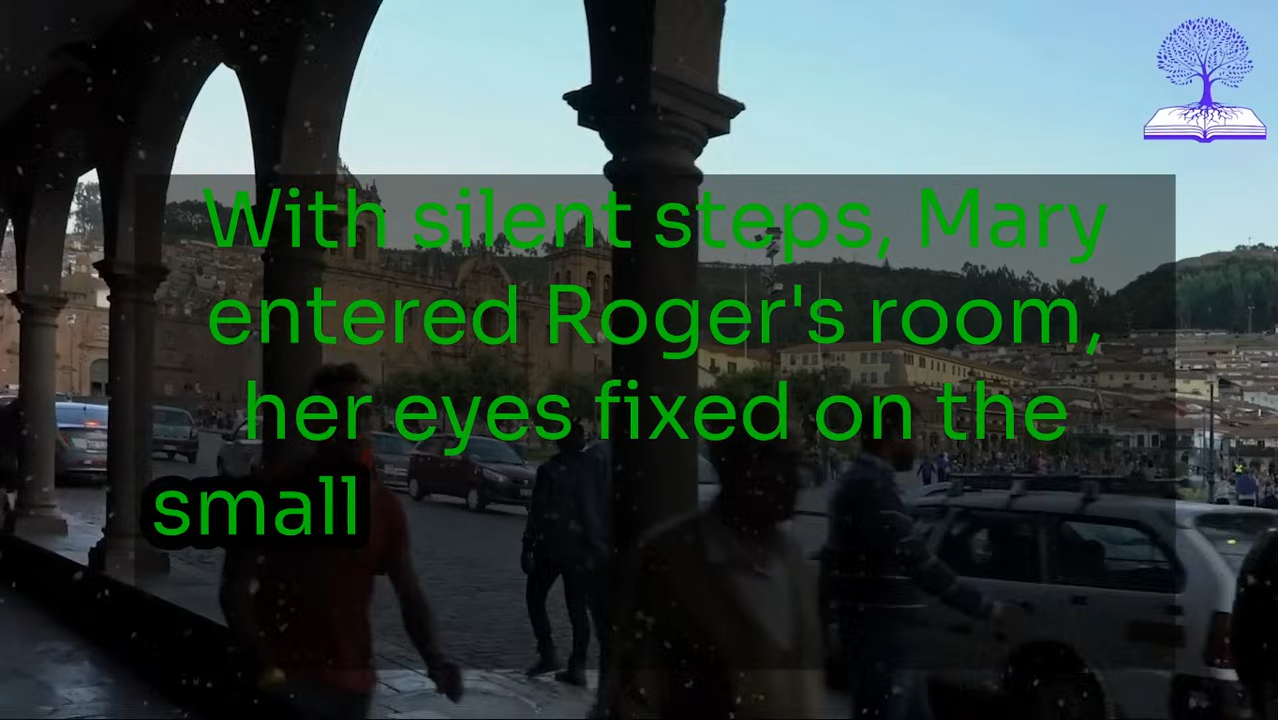 With silent steps, Mary
entered Roger's room,
her eyes fixed on the
small